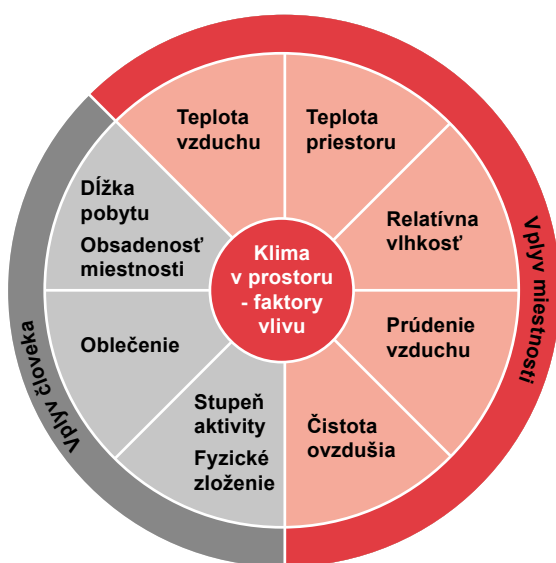 Teplota
vzduchu
Teplota
priestoru
Relatívna
vlhkosť
Prúdenie
vzduchu
Čistota
ovzdušia
Stupeň
aktivity
Fyzické
zloženie
Oblečenie
Dĺžka
pobytu
Obsadenosť
miestnosti
Klima
v prostoru
- faktory
vlivu
Vplyv miestnosti
Vplyv človeka